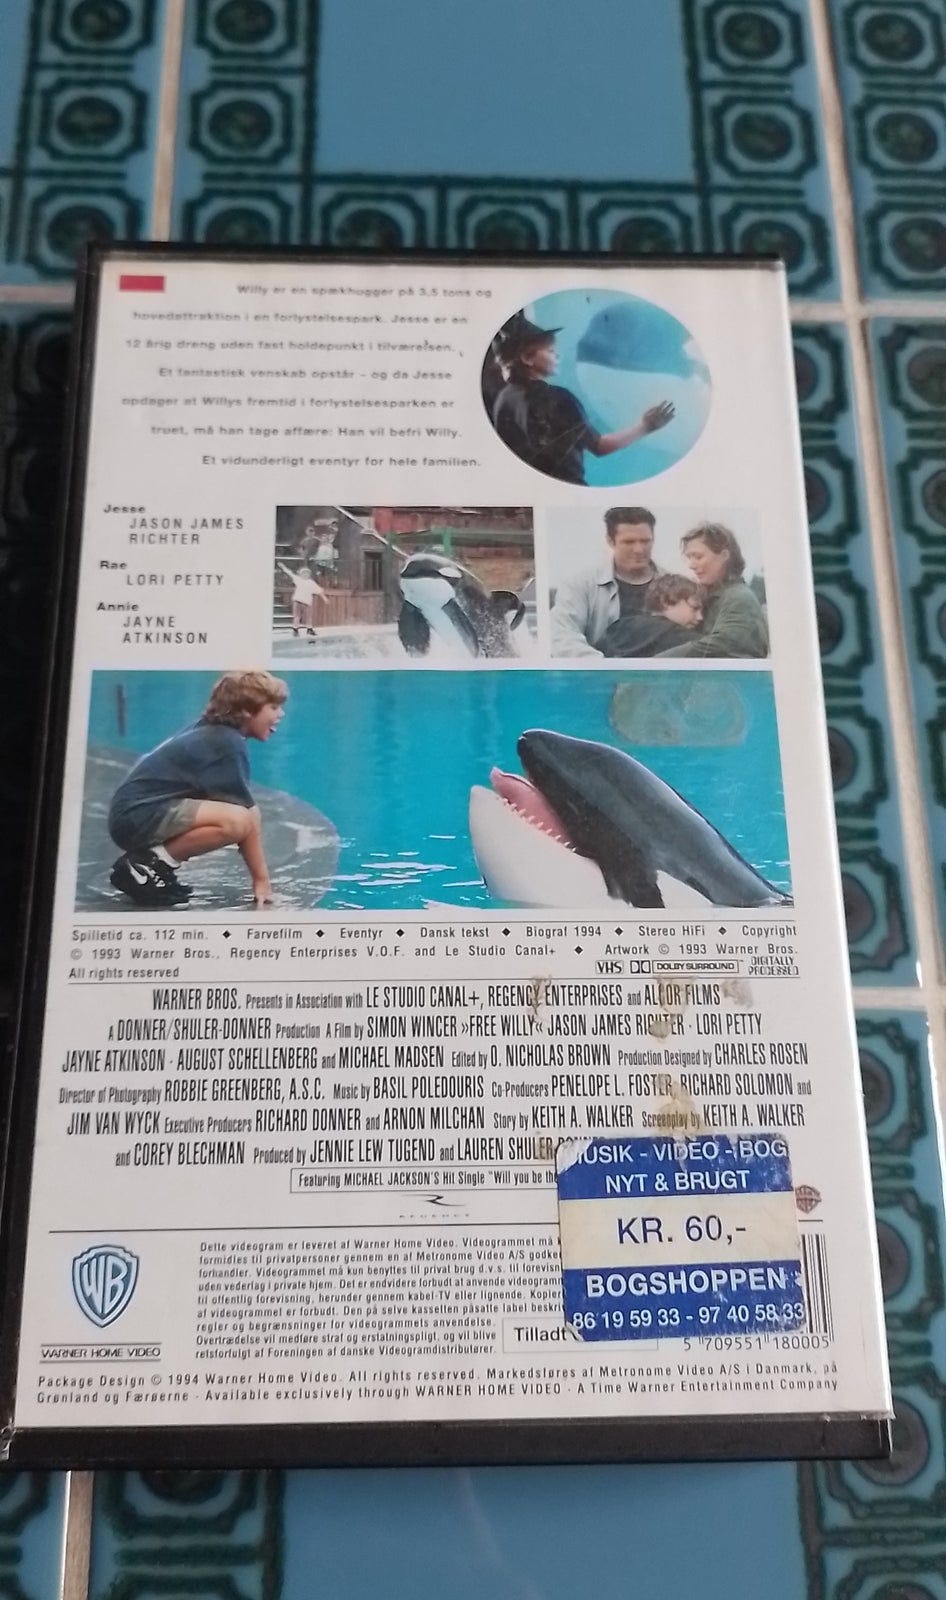 Willy er en spækhugger på 3,5 tons og
hovedattraktion i en forlystelsespark. Jesse er en
12 årig dreng uden fast holdepunkt i tilværelsen.
Et fantastisk venskab opstår – og da Jesse
opdager at Willys fremtid i forlystelsesparken er
truet, må han tage affære: Han vil befri Willy.
Et vidunderligt eventyr for hele familien.
Jesse
JASON JAMES
RICHTER
Rae
LORI PETTY
Annie
JAYNE
ATKINSON
Spilletid ca. 112 min. ◆ Farvefilm ◆ Eventyr ◆ Dansk tekst ◆ Biograf 1994 ◆ Stereo HiFi ◆ Copyright
© 1993 Warner Bros., Regency Enterprises V.O.F. and Le Studio Canal+ ◆ Artwork © 1993 Warner Bros.
All rights reserved
VHS DOLBY SURROUND DIGITALLY PROCESSED
WARNER BROS. Presents in Association with LE STUDIO CANAL+, REGENCY ENTERPRISES and ALCOR FILMS
A DONNER/SHULER-DONNER Production A Film by SIMON WINCER »FREE WILLY« JASON JAMES RICHTER · LORI PETTY
JAYNE ATKINSON · AUGUST SCHELLENBERG and MICHAEL MADSEN Edited by O. NICHOLAS BROWN Production Designed by CHARLES ROSEN
Director of Photography ROBBIE GREENBERG, A.S.C. Music by BASIL POLEDOURIS Co-Producers PENELOPE L. FOSTER, RICHARD SOLOMON and
JIM VAN WYCK Executive Producers RICHARD DONNER and ARNON MILCHAN Story by KEITH A. WALKER Screenplay by KEITH A. WALKER
and COREY BLECHMAN Produced by JENNIE LEW TUGEND and LAUREN SHULER
Featuring MICHAEL JACKSON'S Hit Single "Will you be the
REGENCY
MUSIK - VIDEO - BOG
NYT & BRUGT
KR. 60,-
BOGSHOPPEN
86 19 59 33 - 97 40 58 33
WB
WARNER HOME VIDEO
Dette videogram er leveret af Warner Home Video. Videogrammet må
formidles til privatpersoner gennem en af Metronome Video A/S godke
forhandler. Videogrammet må kun benyttes til privat brug d.v.s. til forevisn
uden vederlag i private hjem. Det er endvidere forbudt at anvende videogramm
til offentlig forevisning, herunder gennem kabel-TV eller lignende. Kopier
af videogrammet er forbudt. Den på selve kassetten påsatte label beskri
regler og begrænsninger for videogrammets anvendelse.
Overtrædelse vil medføre straf og erstatningspligt, og vil blive
retsforfulgt af Foreningen af danske Videogramdistributører.
Tilladt
5 709551 180005
Package Design © 1994 Warner Home Video. All rights reserved. Markedsføres af Metronome Video A/S i Danmark, på
Grønland og Færøerne · Available exclusively through WARNER HOME VIDEO · A Time Warner Entertainment Company